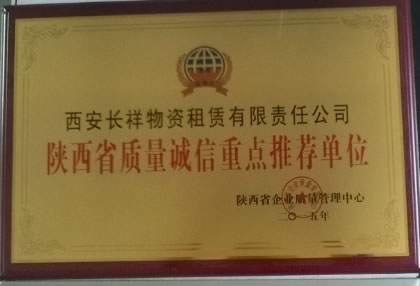 西安长祥物资租赁有限责任公司
陕西省质量诚信重点推荐单位
陕西省企业质量管理中心
二〇一五年